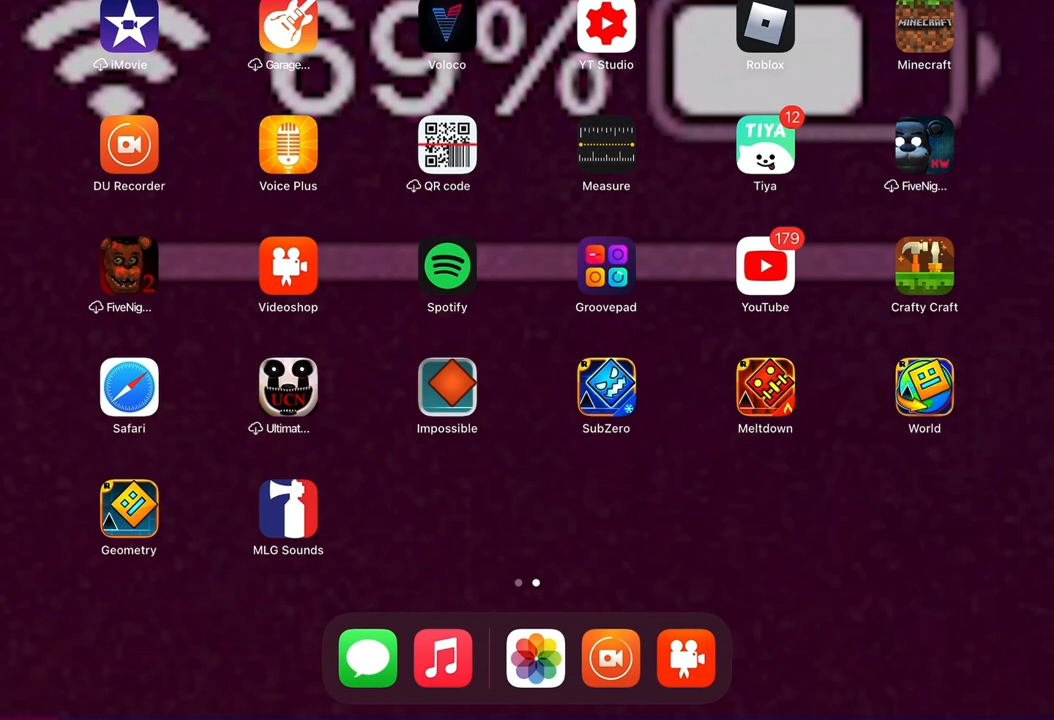 69%
iMovie
Garage...
Voloco
YT Studio
Roblox
MINECRAFT
Minecraft
DU Recorder
Voice Plus
QR code
Measure
TIYA
12
Tiya
HW
FiveNig...
2
FiveNig...
Videoshop
Spotify
Groovepad
179
YouTube
Crafty Craft
Safari
UCN
Ultimat...
Impossible
R
SubZero
R
Meltdown
R
World
R
Geometry
MLG Sounds